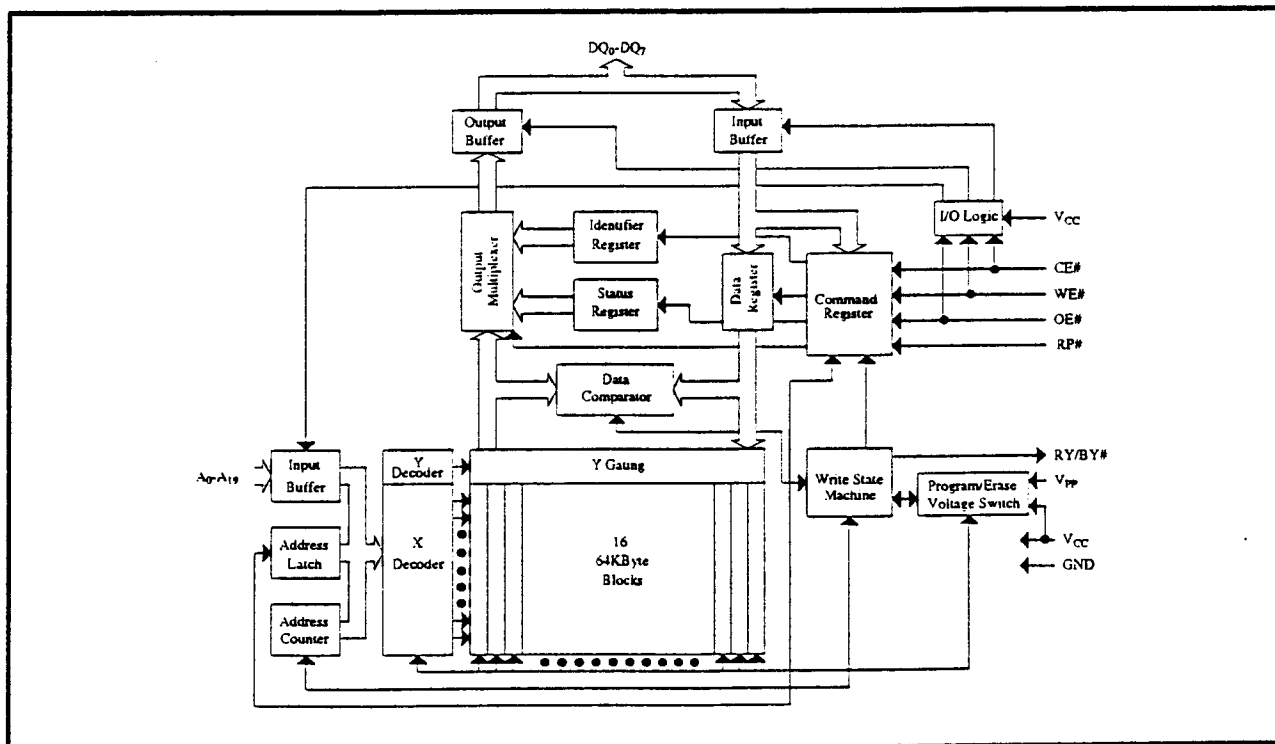 DQ0-DQ7
Output
Buffer
Input
Buffer
I/O Logic
VCC
Output
Multiplexer
Identifier
Register
Status
Register
Data
Register
Command
Register
CE#
WE#
OE#
RP#
Data
Comparator
A0-A19
Input
Buffer
Y
Decoder
Y Gating
Write State
Machine
RY/BY#
Program/Erase
Voltage Switch
VPP
VCC
GND
Address
Latch
X
Decoder
16
64KByte
Blocks
Address
Counter